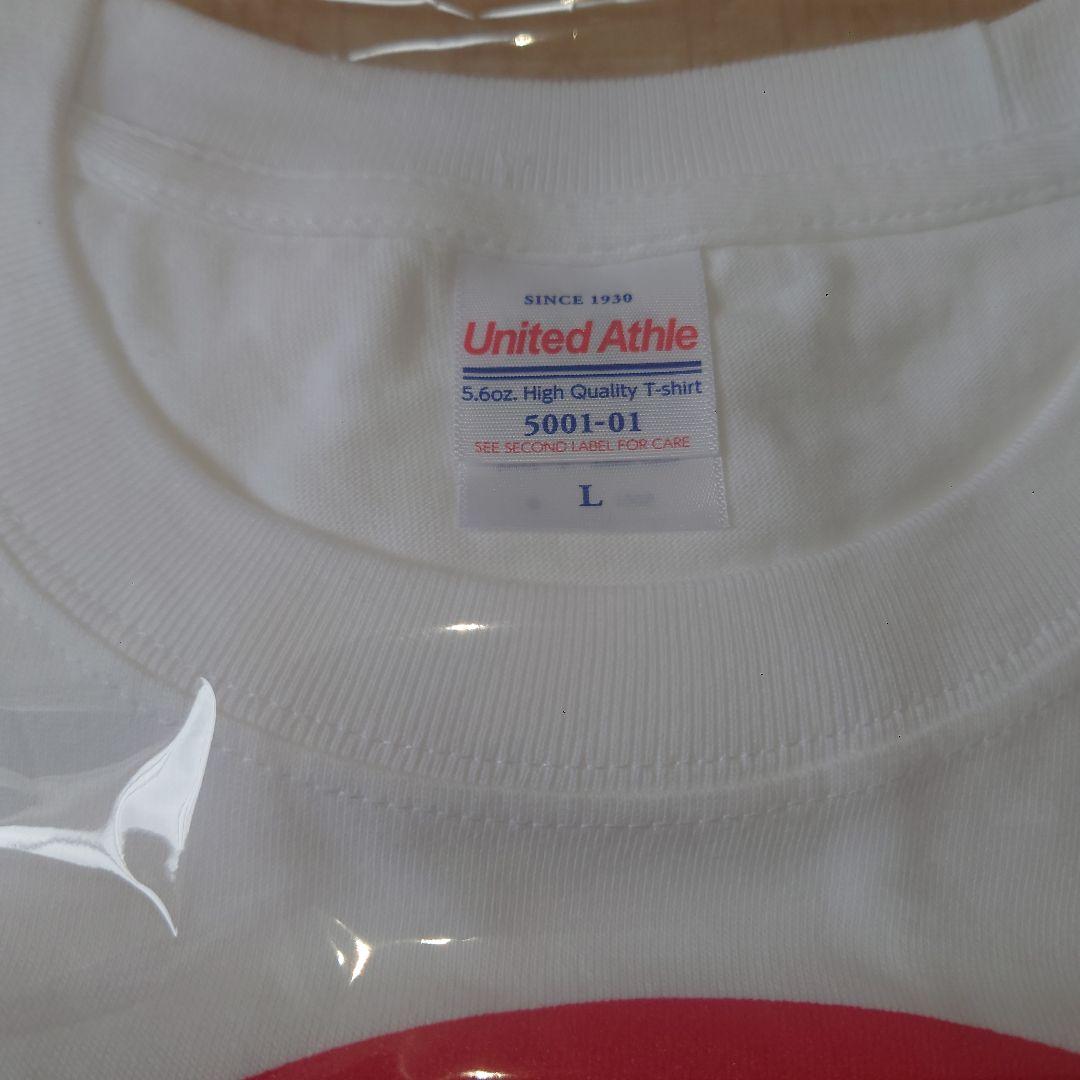 SINCE 1930
United Athle
5.6oz. High Quality T-shirt
5001-01
SEE SECOND LABEL FOR CARE
L